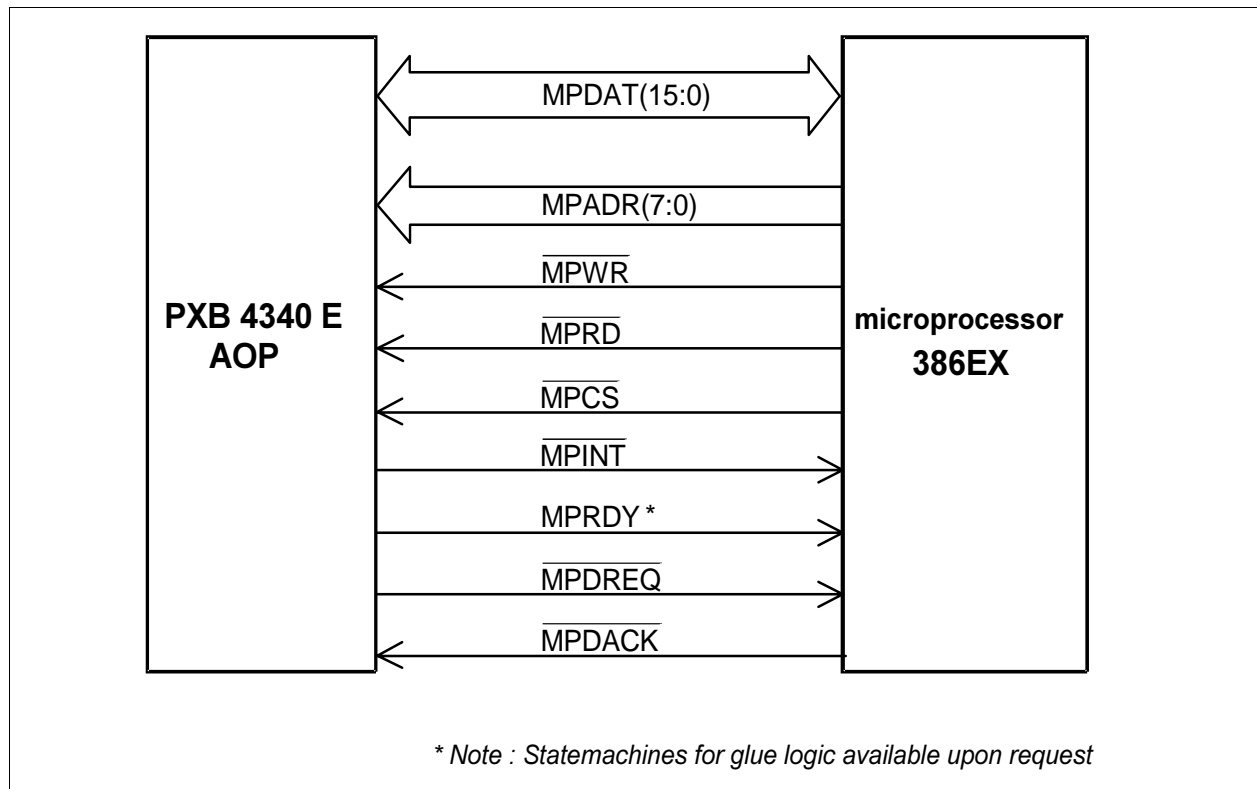 MPDAT(15:0)
MPADR(7:0)
MPWR
PXB 4340 E
AOP
MPRD
microprocessor
386EX
MPCS
MPINT
MPRDY *
MPDREQ
MPDACK
* Note : Statemachines for glue logic available upon request